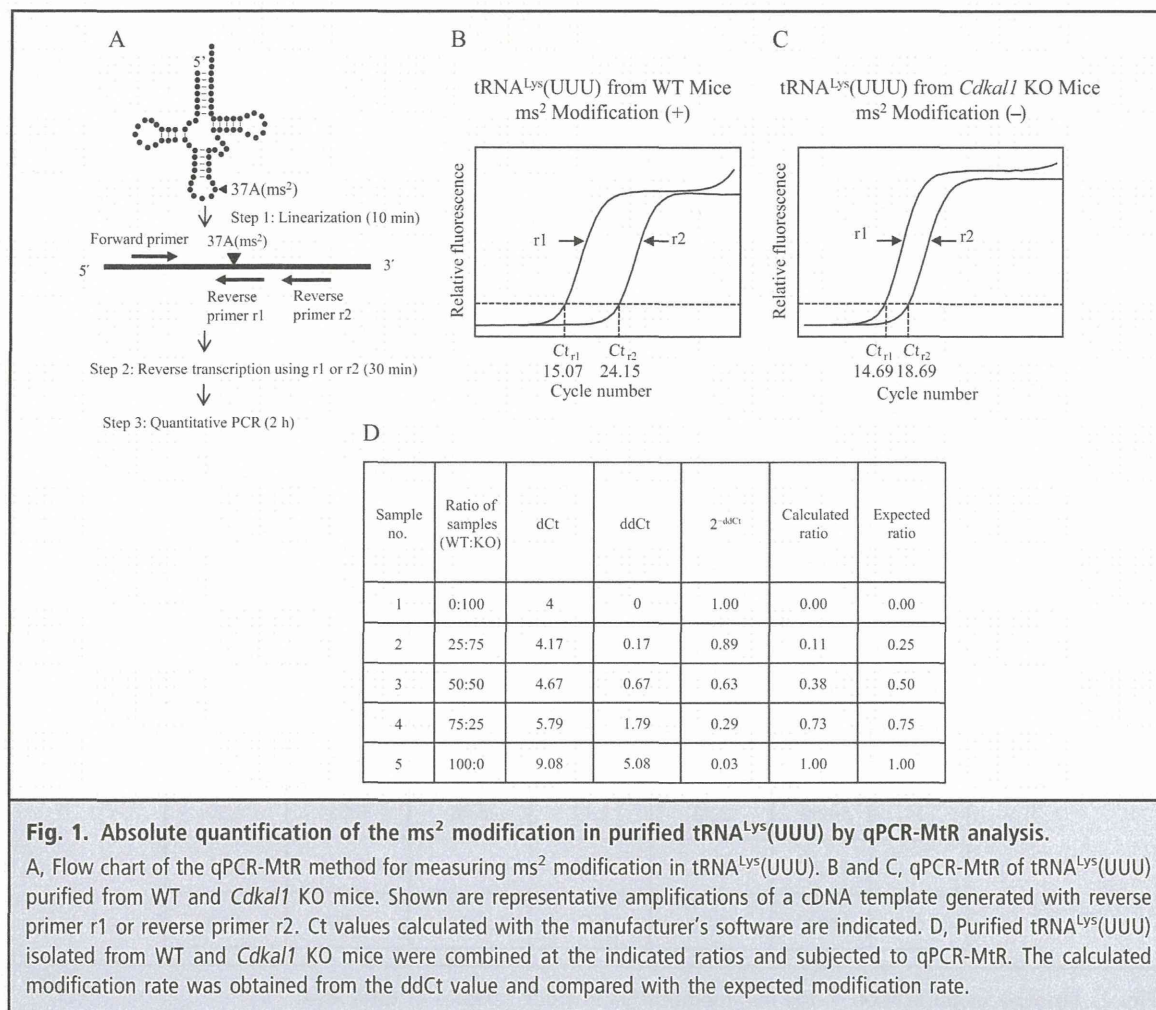 A
5′
37A(ms²)
Step 1: Linearization (10 min)
Forward primer
37A(ms²)
5′
3′
Reverse primer r1
Reverse primer r2
Step 2: Reverse transcription using r1 or r2 (30 min)
Step 3: Quantitative PCR (2 h)
B
tRNA^Lys(UUU) from WT Mice
ms² Modification (+)
Relative fluorescence
r1
r2
Ct_r1
Ct_r2
15.07
24.15
Cycle number
C
tRNA^Lys(UUU) from Cdkal1 KO Mice
ms² Modification (–)
Relative fluorescence
r1
r2
Ct_r1
Ct_r2
14.69
18.69
Cycle number
D
Sample no. | Ratio of samples (WT:KO) | dCt | ddCt | 2^–ddCt | Calculated ratio | Expected ratio
1 | 0:100 | 4 | 0 | 1.00 | 0.00 | 0.00
2 | 25:75 | 4.17 | 0.17 | 0.89 | 0.11 | 0.25
3 | 50:50 | 4.67 | 0.67 | 0.63 | 0.38 | 0.50
4 | 75:25 | 5.79 | 1.79 | 0.29 | 0.73 | 0.75
5 | 100:0 | 9.08 | 5.08 | 0.03 | 1.00 | 1.00
Fig. 1. Absolute quantification of the ms² modification in purified tRNA^Lys(UUU) by qPCR-MtR analysis.
A, Flow chart of the qPCR-MtR method for measuring ms² modification in tRNA^Lys(UUU). B and C, qPCR-MtR of tRNA^Lys(UUU)
purified from WT and Cdkal1 KO mice. Shown are representative amplifications of a cDNA template generated with reverse
primer r1 or reverse primer r2. Ct values calculated with the manufacturer's software are indicated. D, Purified tRNA^Lys(UUU)
isolated from WT and Cdkal1 KO mice were combined at the indicated ratios and subjected to qPCR-MtR. The calculated
modification rate was obtained from the ddCt value and compared with the expected modification rate.